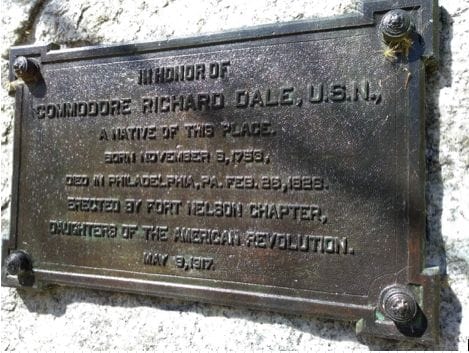 IN HONOR OF
COMMODORE RICHARD DALE, U.S.N.,
A NATIVE OF THIS PLACE.
BORN NOVEMBER 6, 1756,
DIED IN PHILADELPHIA, PA. FEB. 26, 1826.
ERECTED BY FORT NELSON CHAPTER,
DAUGHTERS OF THE AMERICAN REVOLUTION.
MAY 9, 1917.